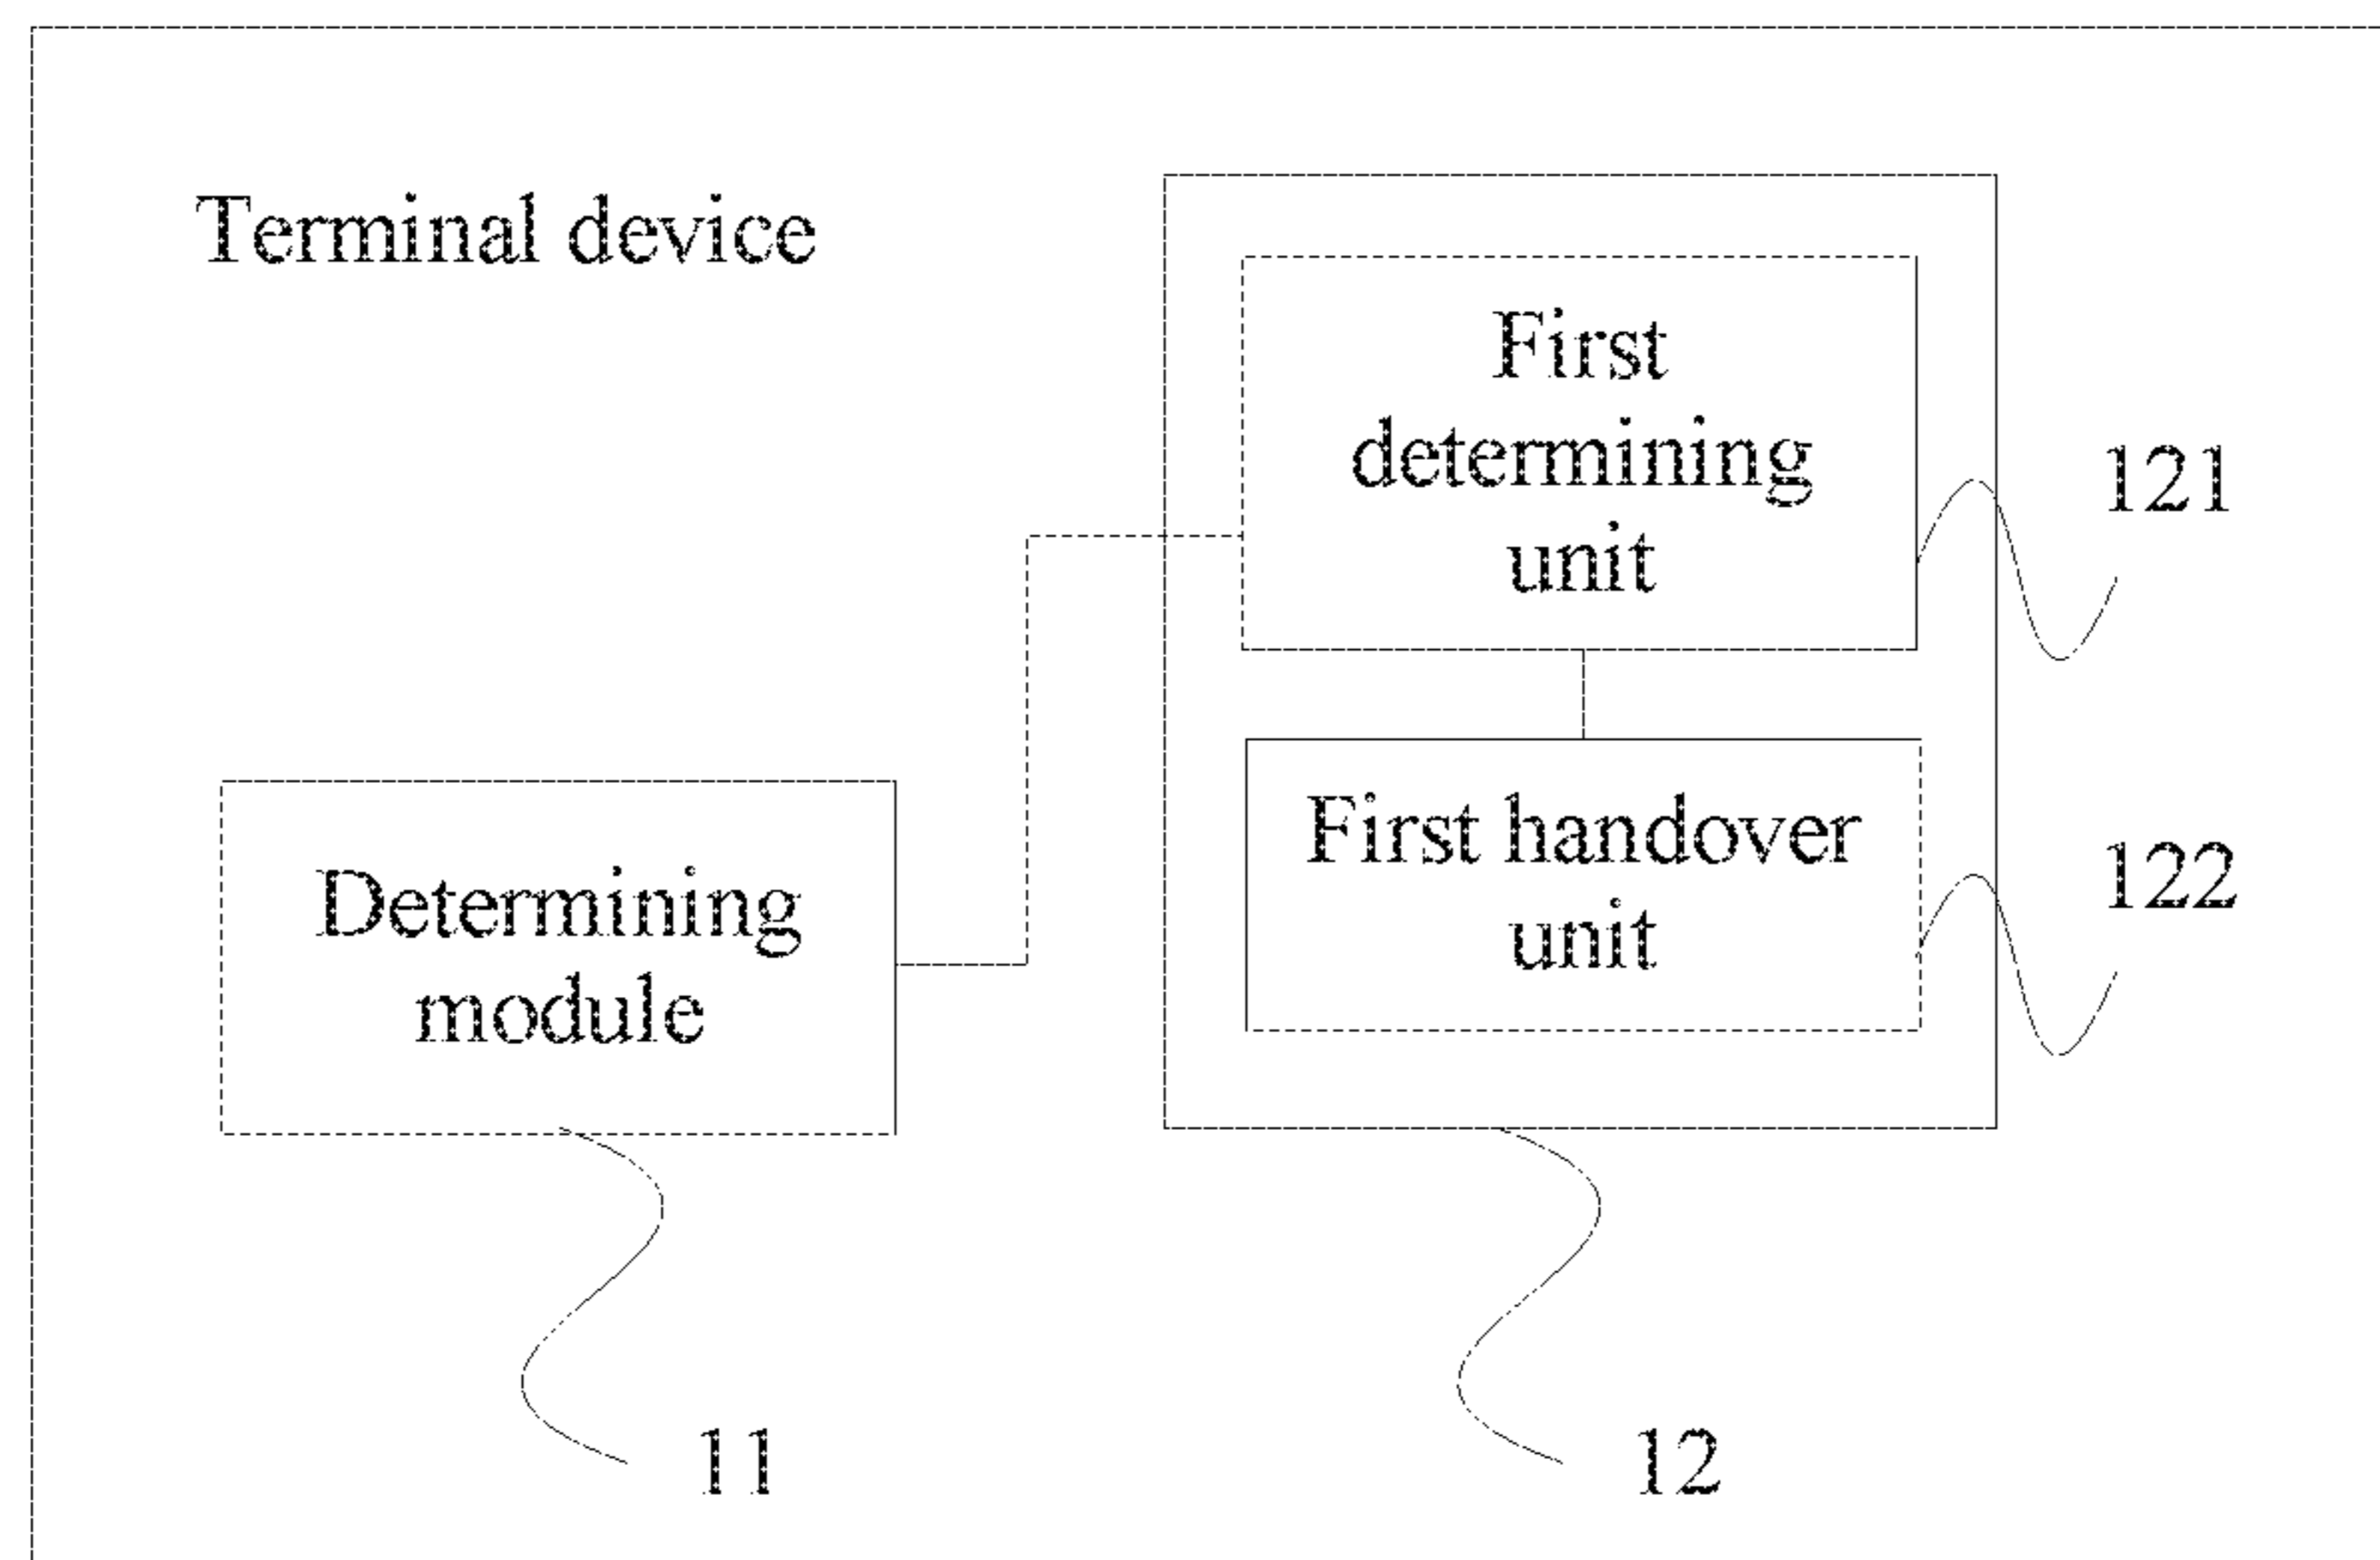 Terminal device
First
determining
unit
121
First handover
unit
122
Determining
module
11
12